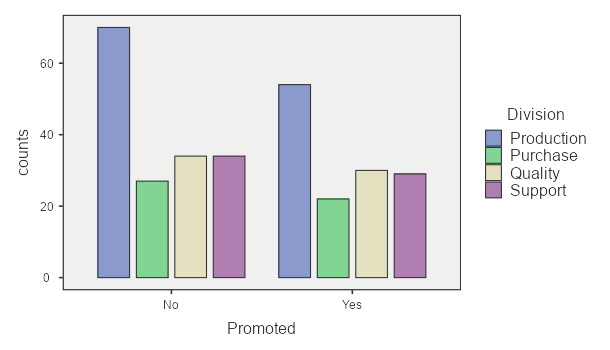 60
40
20
0
counts
No
Yes
Promoted
Division
Production
Purchase
Quality
Support